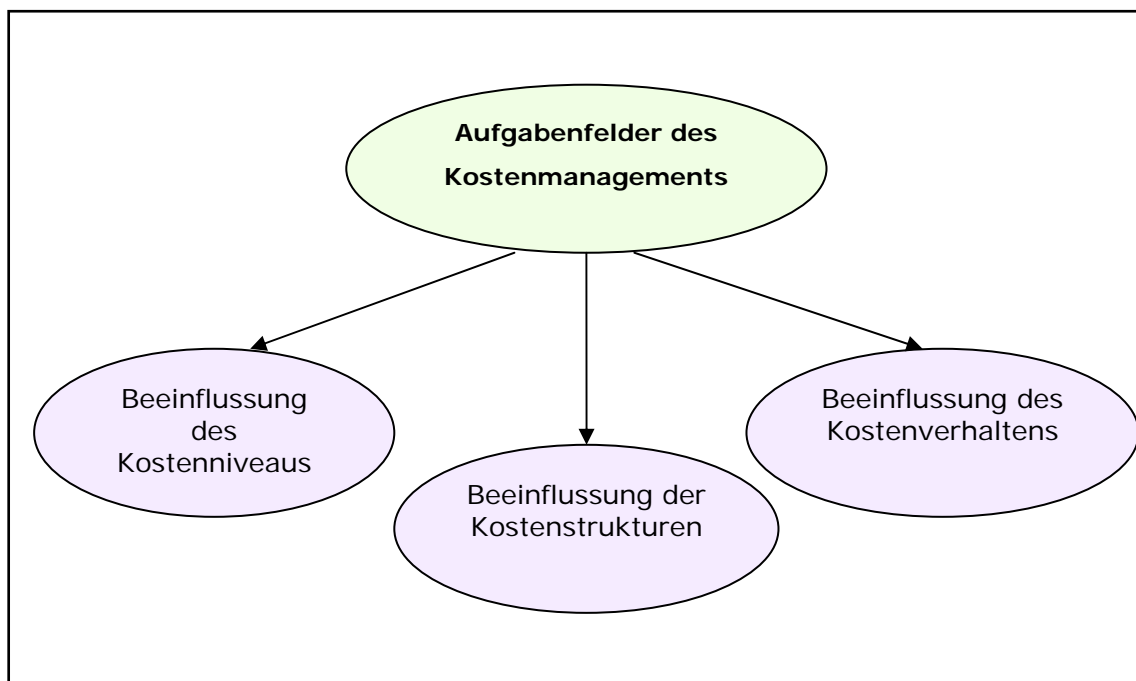 Aufgabenfelder des
Kostenmanagements
Beeinflussung
des
Kostenniveaus
Beeinflussung der
Kostenstrukturen
Beeinflussung des
Kostenverhaltens